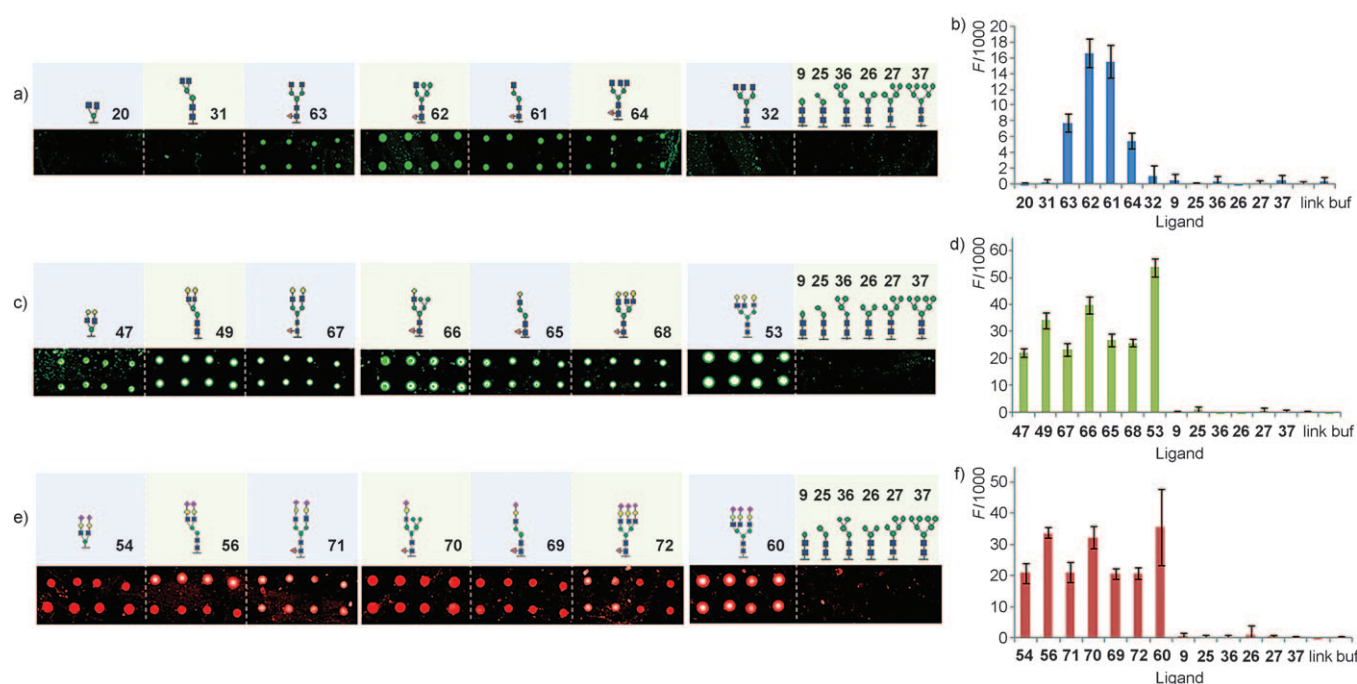 a)
20 31 63 62 61 64 32 9 25 36 26 27 37
b)
F/1000
20
18
16
14
12
10
8
6
4
2
0
20 31 63 62 61 64 32 9 25 36 26 27 37 link buf
Ligand
c)
47 49 67 66 65 68 53 9 25 36 26 27 37
d)
F/1000
60
50
40
30
20
10
0
47 49 67 66 65 68 53 9 25 36 26 27 37 link buf
Ligand
e)
54 56 71 70 69 72 60 9 25 36 26 27 37
f)
F/1000
50
40
30
20
10
0
54 56 71 70 69 72 60 9 25 36 26 27 37 link buf
Ligand